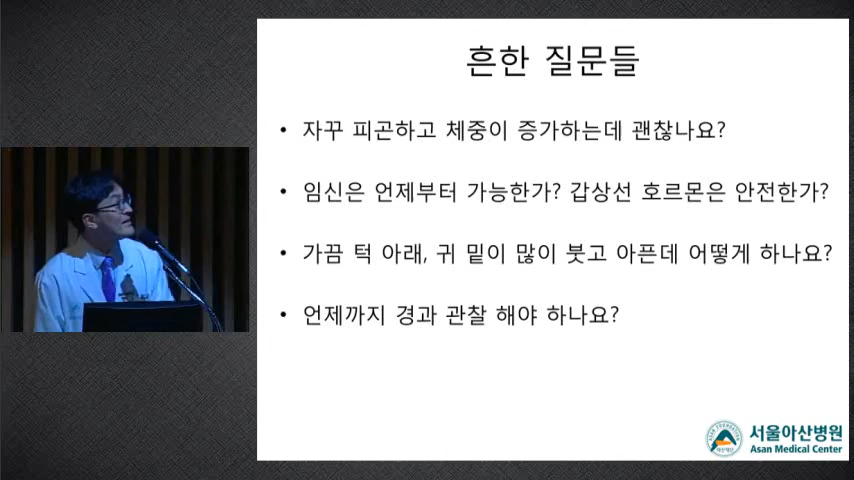 흔한 질문들
• 자꾸 피곤하고 체중이 증가하는데 괜찮나요?
• 임신은 언제부터 가능한가? 갑상선 호르몬은 안전한가?
• 가끔 턱 아래, 귀 밑이 많이 붓고 아픈데 어떻게 하나요?
• 언제까지 경과 관찰 해야 하나요?
서울아산병원
Asan Medical Center